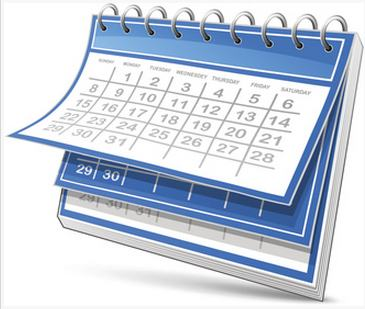 SUNDAY MONDAY TUESDAY WEDNESDEY THURSDAY FRIDAY SATURDAY
1 2 3 4 5 6
8 9 10 11 12 13 14
15 16 17 18 19 20 21
22 23 24 25 26 27 28
29 30 31
29 30
29 30 31